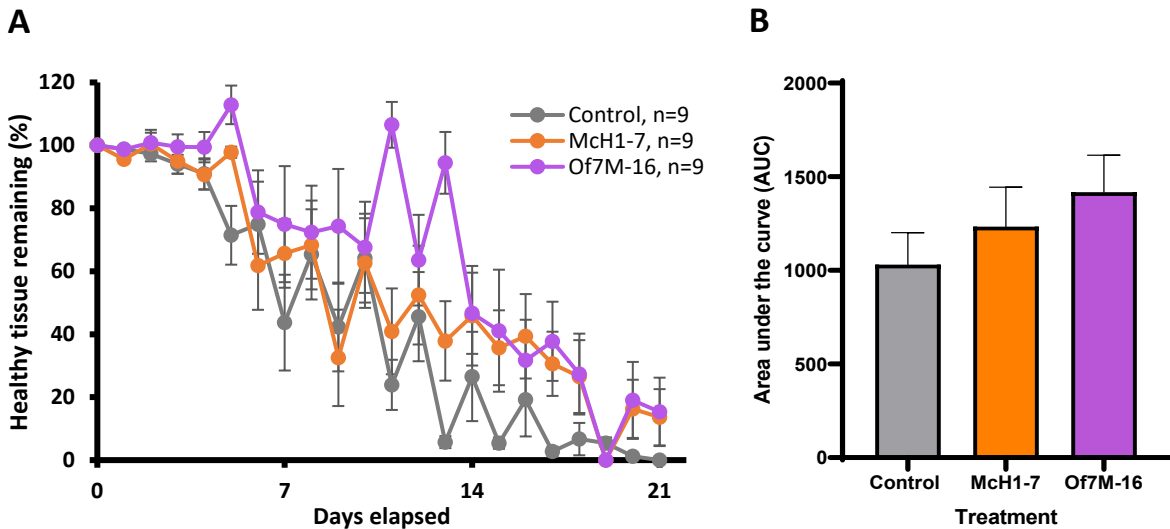 A
Healthy tissue remaining (%)
120
100
80
60
40
20
0
0
7
14
21
Days elapsed
Control, n=9
McH1-7, n=9
Of7M-16, n=9
B
Area under the curve (AUC)
2000
1500
1000
500
0
Control
McH1-7
Of7M-16
Treatment